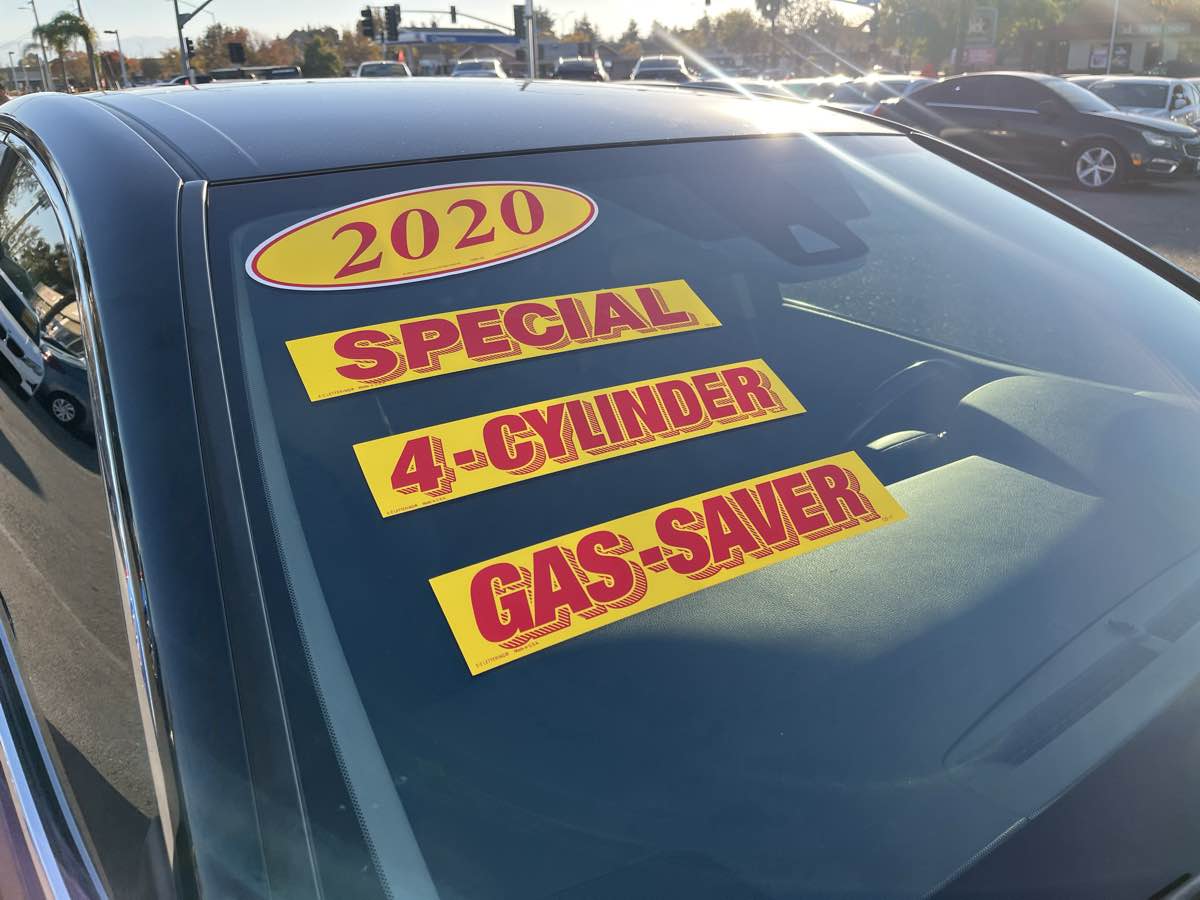 2020
SPECIAL
4-CYLINDER
GAS-SAVER